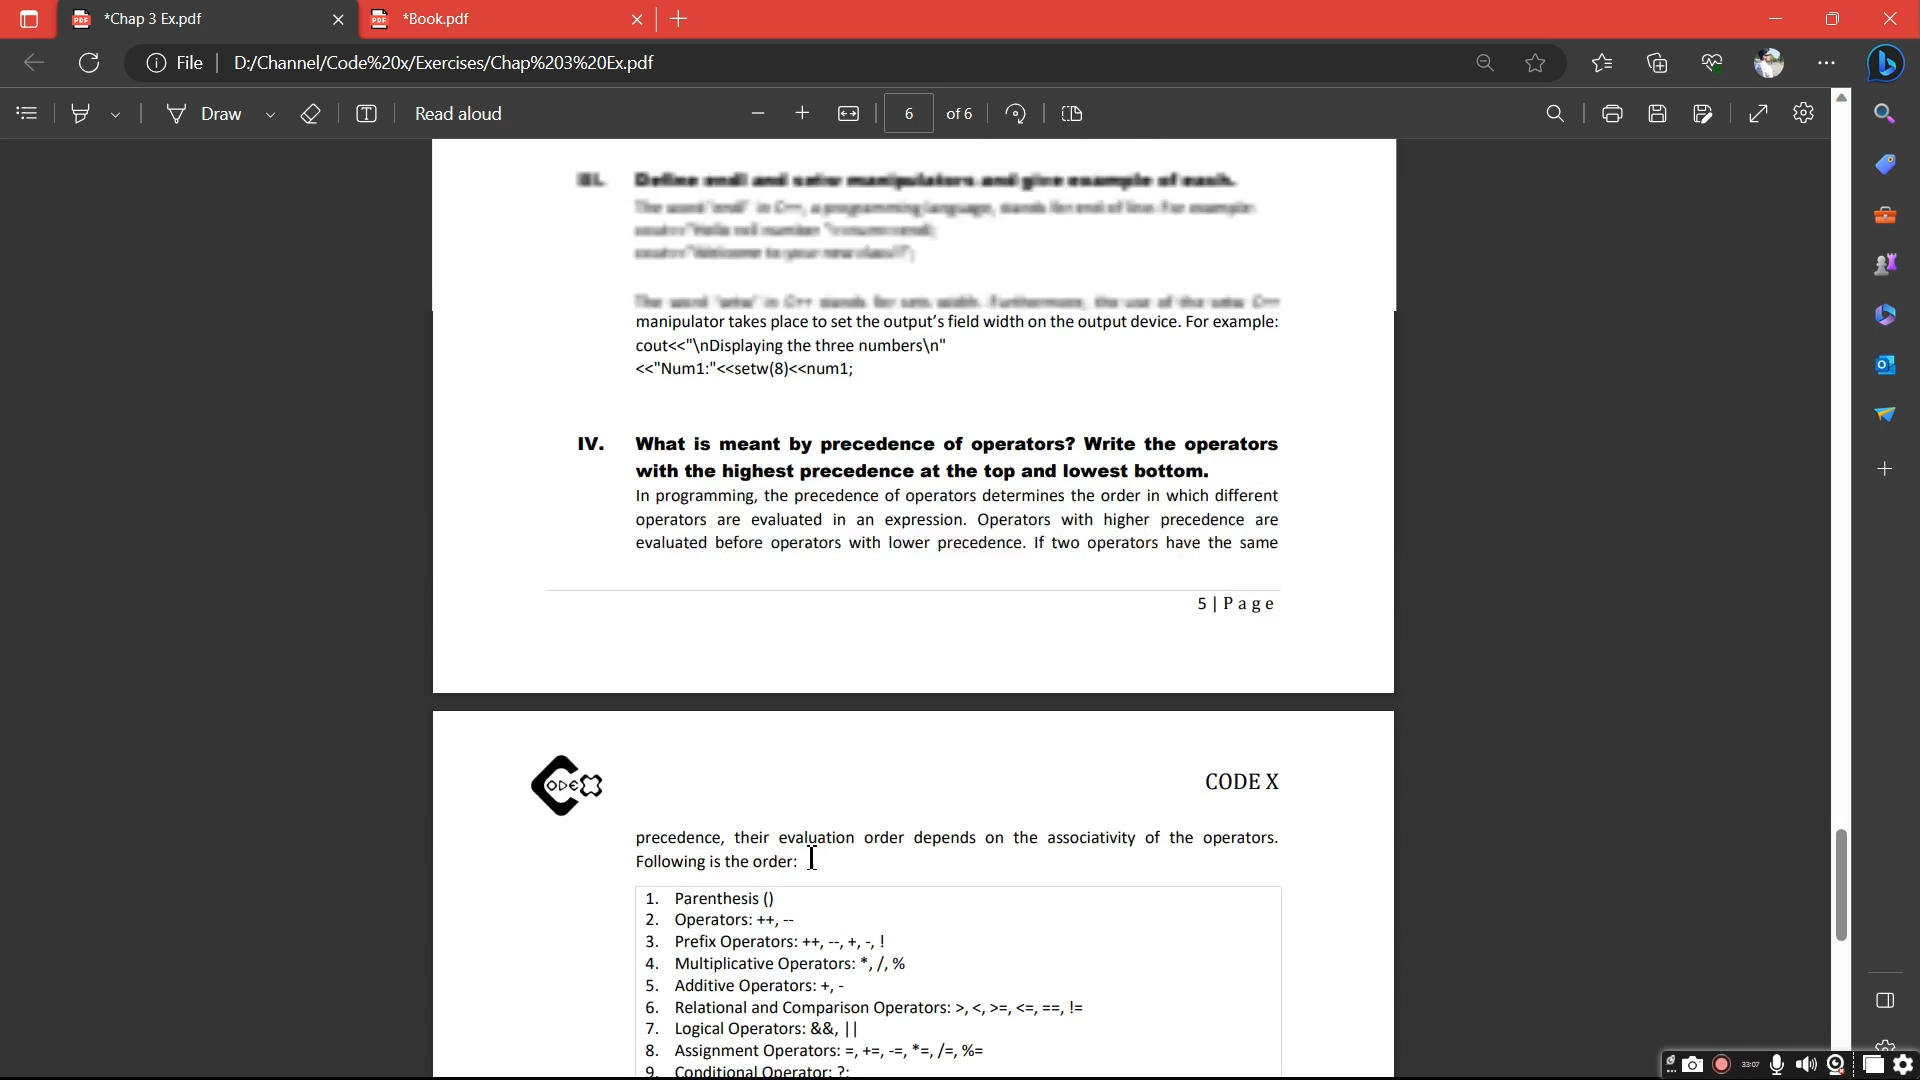 *Chap 3 Ex.pdf
*Book.pdf
File
D:/Channel/Code%20x/Exercises/Chap%203%20Ex.pdf
Draw
Read aloud
6 of 6
III. Define endl and setw manipulators and give example of each.
The word "endl" in C++, a programming language, stands for end of line. For example:
cout<<"Hello roll number "<<num<<endl;
cout<<"Welcome to your new class!!";
The word "setw" in C++ stands for sets width. Furthermore, the use of the setw C++
manipulator takes place to set the output's field width on the output device. For example:
cout<<"\nDisplaying the three numbers\n"
<<"Num1:"<<setw(8)<<num1;
IV. What is meant by precedence of operators? Write the operators
with the highest precedence at the top and lowest bottom.
In programming, the precedence of operators determines the order in which different
operators are evaluated in an expression. Operators with higher precedence are
evaluated before operators with lower precedence. If two operators have the same
5 | P a g e
CODEX
CODE X
precedence, their evaluation order depends on the associativity of the operators.
Following is the order:
1. Parenthesis ()
2. Operators: ++, --
3. Prefix Operators: ++, --, +, -, !
4. Multiplicative Operators: *, /, %
5. Additive Operators: +, -
6. Relational and Comparison Operators: >, <, >=, <=, ==, !=
7. Logical Operators: &&, ||
8. Assignment Operators: =, +=, -=, *=, /=, %=
9. Conditional Operator: ?:
33:07